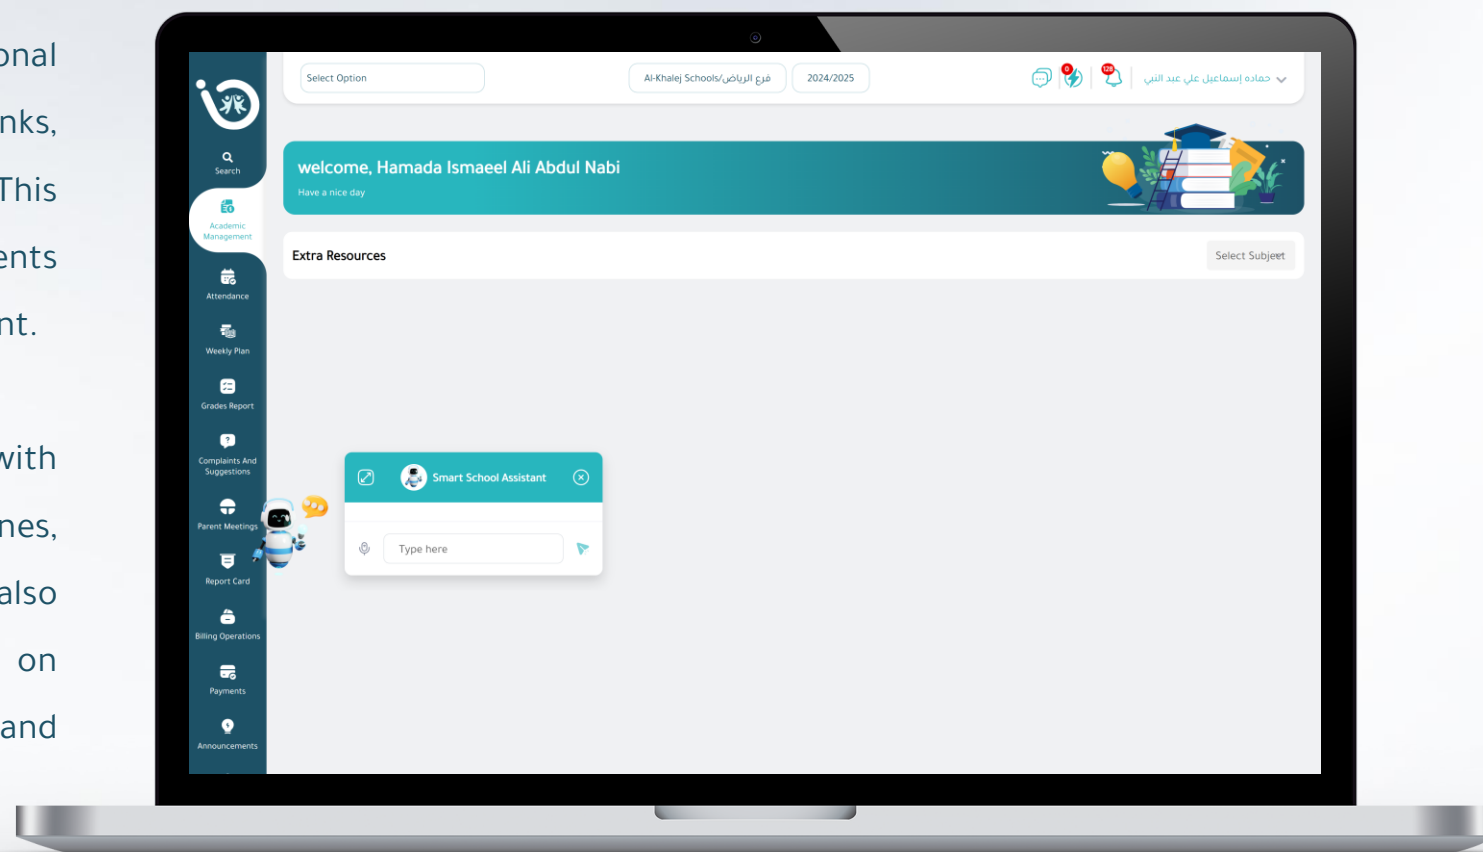 onal
nks,
This
ents
nt.
with
nes,
also
on
and
Select Option
Al-Khalej Schools/فرع الرياض
2024/2025
0
128
حماده إسماعيل علي عبد النبي
Search
Academic
Management
Attendance
Weekly Plan
Grades Report
Complaints And
Suggestions
Parent Meetings
Report Card
Billing Operations
Payments
Announcements
welcome, Hamada Ismaeel Ali Abdul Nabi
Have a nice day
Extra Resources
Select Subject
Smart School Assistant
Type here